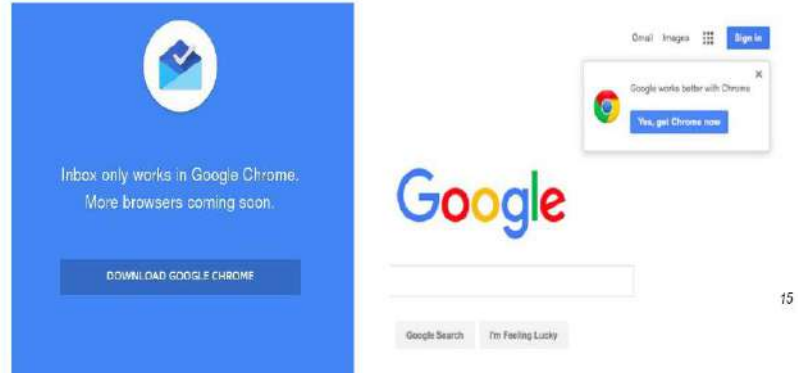 Inbox only works in Google Chrome.
More browsers coming soon.
DOWNLOAD GOOGLE CHROME
Gmail Images
Sign in
Google works better with Chrome
Yes, get Chrome now
Google
Google Search I'm Feeling Lucky
15